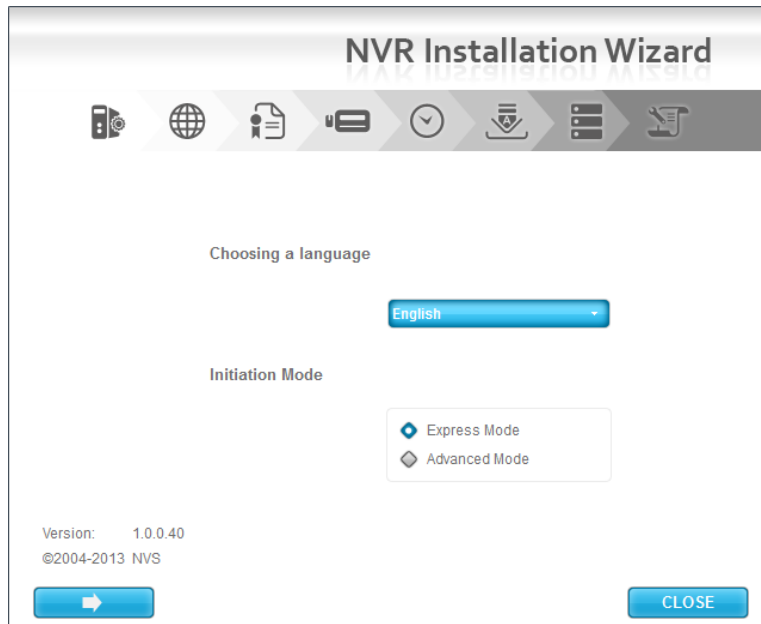 NVR Installation Wizard
Choosing a language
English
Initiation Mode
Express Mode
Advanced Mode
Version: 1.0.0.40
©2004-2013 NVS
CLOSE